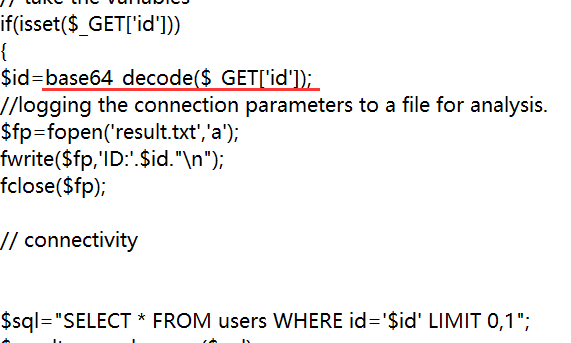 // take the variables
if(isset($_GET['id']))
{
$id=base64_decode($_GET['id']);
//logging the connection parameters to a file for analysis.
$fp=fopen('result.txt','a');
fwrite($fp,'ID:'.$id."\n");
fclose($fp);
// connectivity
$sql="SELECT * FROM users WHERE id='$id' LIMIT 0,1";